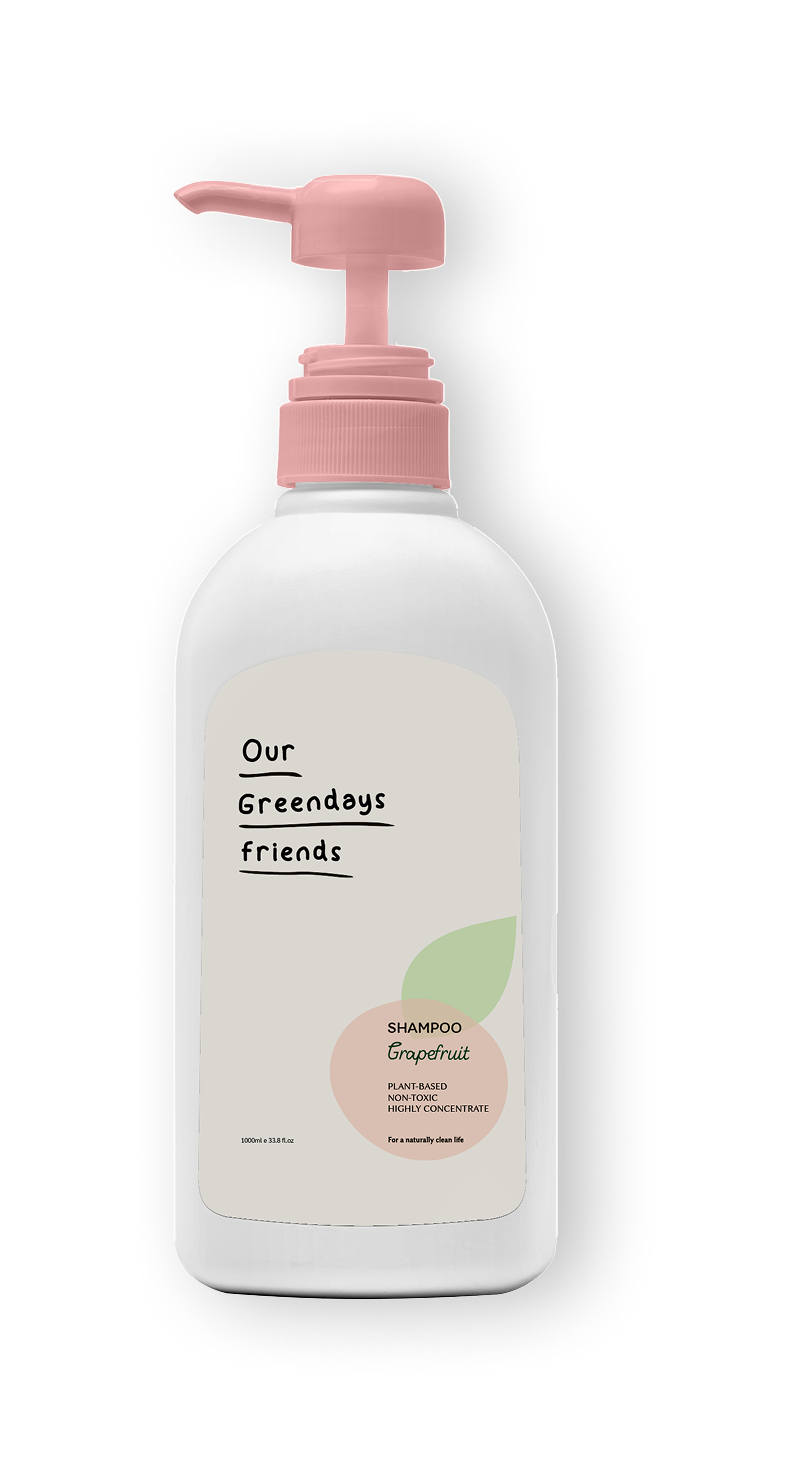 Our
Greendays
friends
SHAMPOO
Grapefruit
PLANT-BASED
NON-TOXIC
HIGHLY CONCENTRATE
1000ml e 33.8 fl.oz
For a naturally clean life